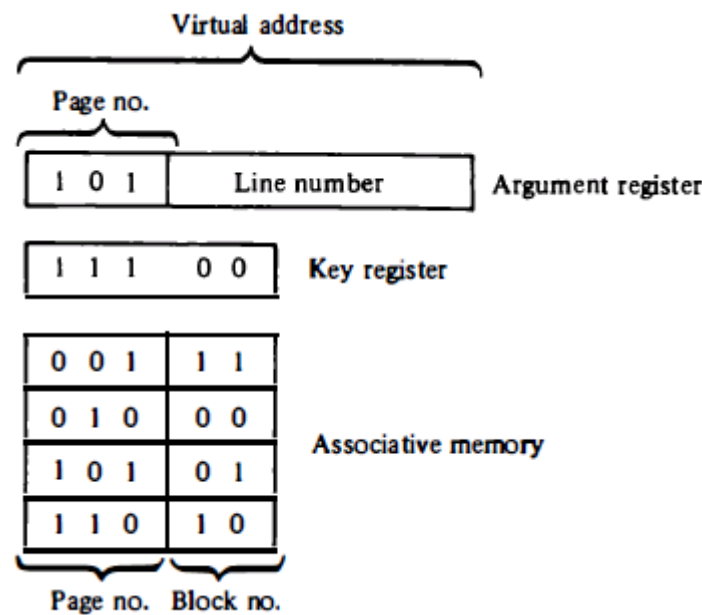 Virtual address
Page no.
1 0 1 Line number Argument register
1 1 1 0 0 Key register
0 0 1 1 1
0 1 0 0 0
Associative memory
1 0 1 0 1
1 1 0 1 0
Page no. Block no.